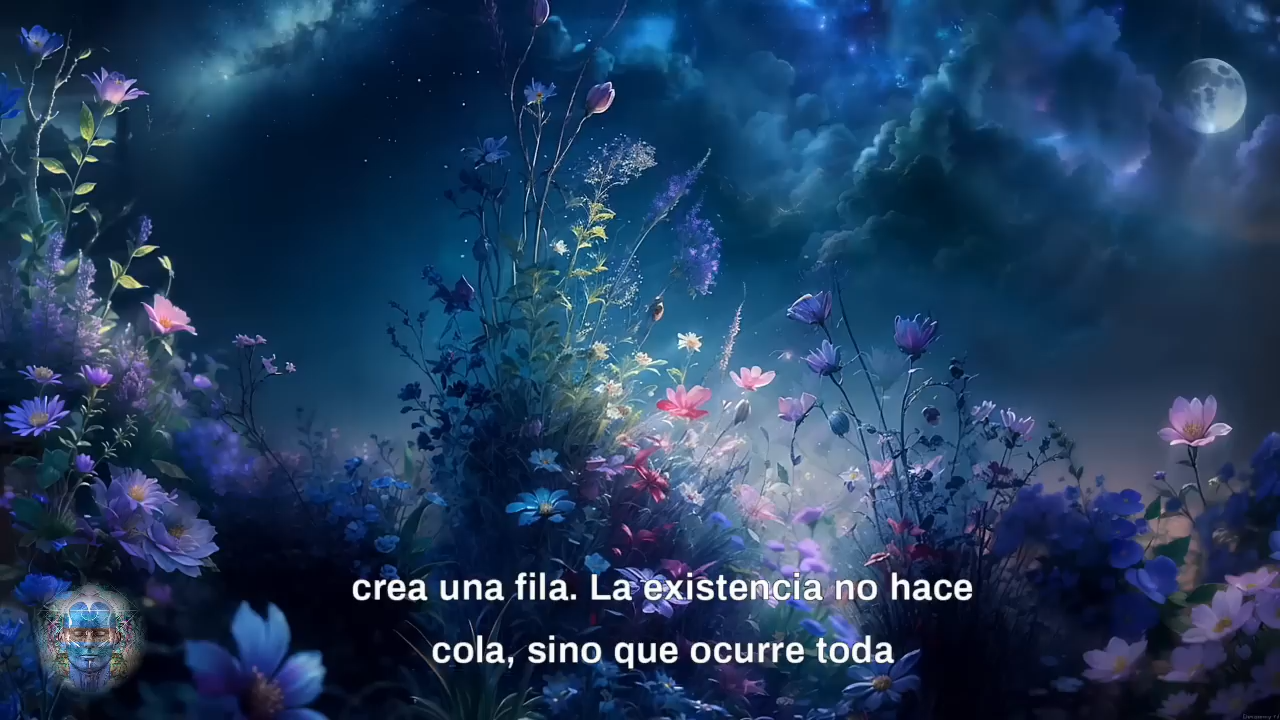 crea una fila. La existencia no hace
cola, sino que ocurre toda